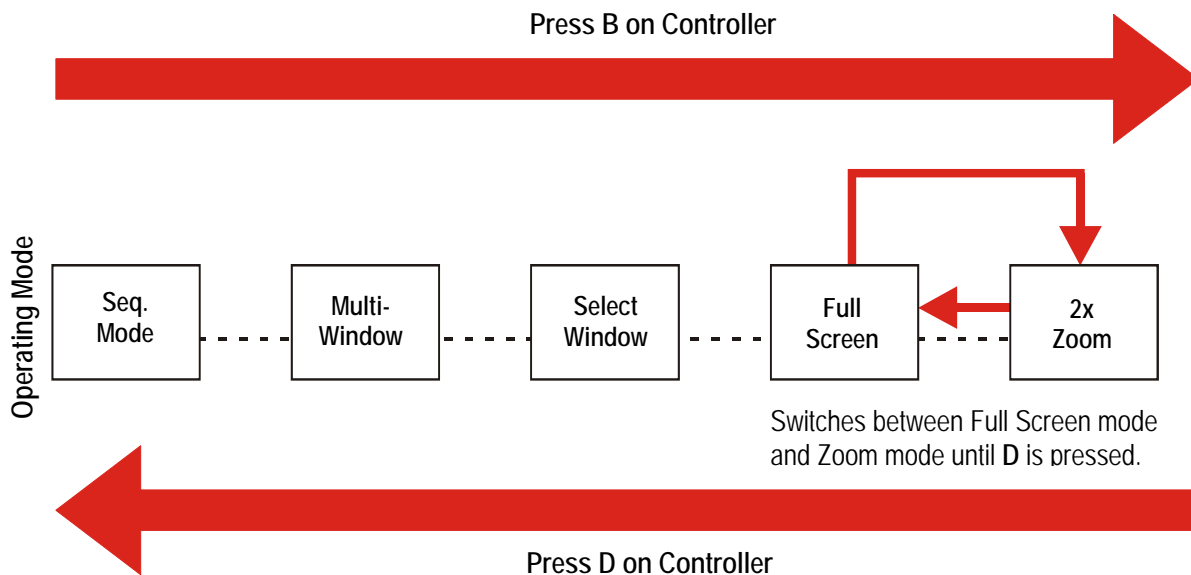 Press B on Controller
Operating Mode
Seq.
Mode
Multi-
Window
Select
Window
Full
Screen
2x
Zoom
Switches between Full Screen mode
and Zoom mode until D is pressed.
Press D on Controller